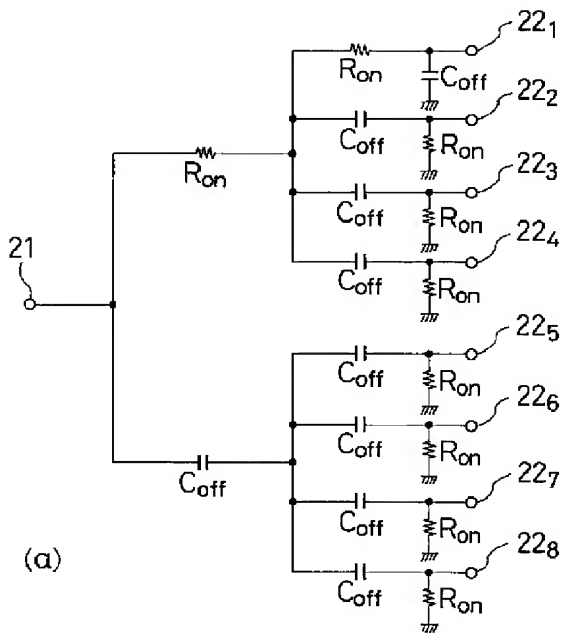 22₁
Rₒₙ
Cₒff
22₂
Cₒff
Rₒₙ
Rₒₙ
22₃
Cₒff
Rₒₙ
21
22₄
Cₒff
Rₒₙ
22₅
Cₒff
Rₒₙ
22₆
Cₒff
Rₒₙ
Cₒff
22₇
Cₒff
Rₒₙ
(a)
22₈
Cₒff
Rₒₙ